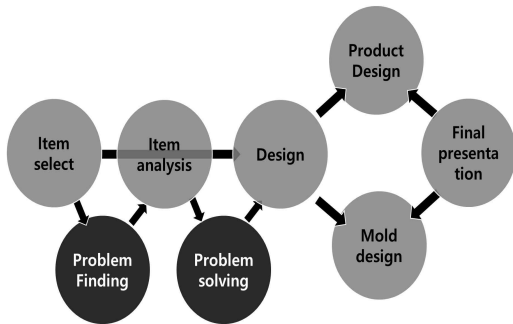 Item
select
Item
analysis
Design
Product
Design
Final
presenta
tion
Mold
design
Problem
Finding
Problem
solving